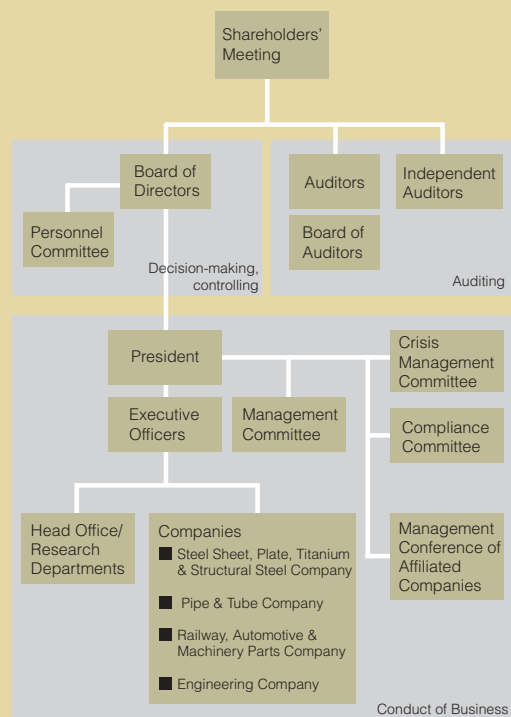 Shareholders'
Meeting
Board of
Directors
Auditors
Independent
Auditors
Personnel
Committee
Board of
Auditors
Decision-making,
controlling
Auditing
President
Crisis
Management
Committee
Executive
Officers
Management
Committee
Compliance
Committee
Head Office/
Research
Departments
Companies
Steel Sheet, Plate, Titanium
& Structural Steel Company
Pipe & Tube Company
Railway, Automotive &
Machinery Parts Company
Engineering Company
Management
Conference of
Affiliated
Companies
Conduct of Business